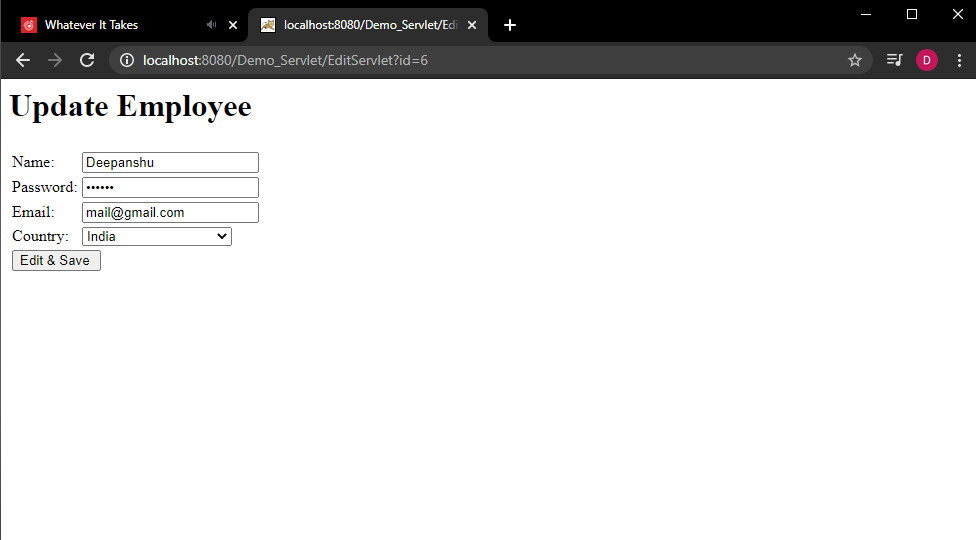 Whatever It Takes
localhost:8080/Demo_Servlet/Edi
localhost:8080/Demo_Servlet/EditServlet?id=6
D
Update Employee
Name: Deepanshu
Password: ••••••
Email: mail@gmail.com
Country: India
Edit & Save